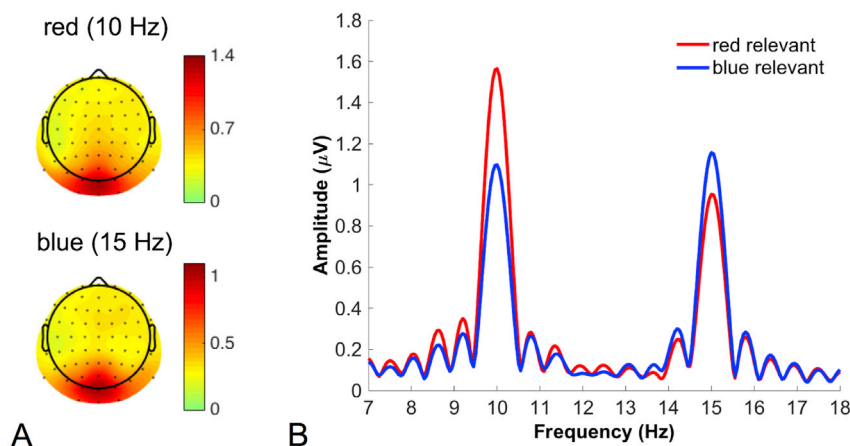 red (10 Hz)
1.4
0.7
0
blue (15 Hz)
1
0.5
0
A
1.8
1.6
1.4
1.2
1
0.8
0.6
0.4
0.2
0
Amplitude (μV)
red relevant
blue relevant
7 8 9 10 11 12 13 14 15 16 17 18
Frequency (Hz)
B